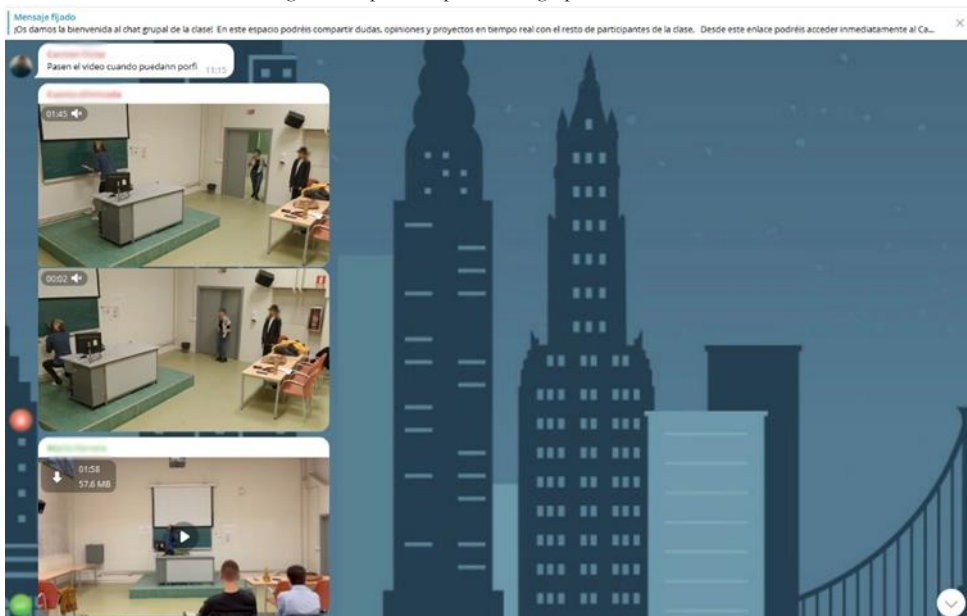 Mensaje fijado
¡Os damos la bienvenida al chat grupal de la clase! En este espacio podréis compartir dudas, opiniones y proyectos en tiempo real con el resto de participantes de la clase. Desde este enlace podréis acceder inmediatamente al Ca...
Pasen el video cuando puedann porfi 11:15
01:45
00:02
01:58
57.6 MB